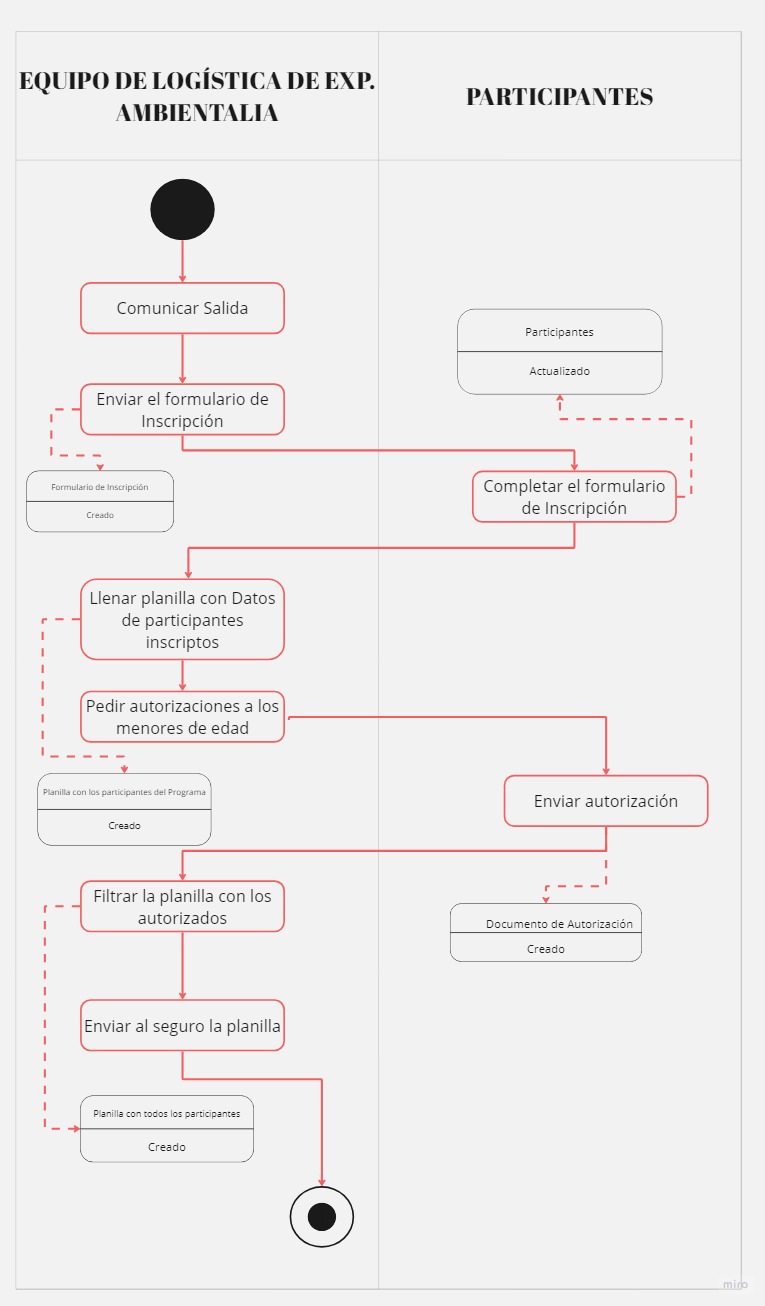 EQUIPO DE LOGÍSTICA DE EXP.
AMBIENTALIA
PARTICIPANTES
Comunicar Salida
Participantes
Actualizado
Enviar el formulario de
Inscripción
Formulario de Inscripción
Creado
Completar el formulario
de Inscripción
Llenar planilla con Datos
de participantes
inscriptos
Pedir autorizaciones a los
menores de edad
Planilla con los participantes del Programa
Creado
Enviar autorización
Filtrar la planilla con los
autorizados
Documento de Autorización
Creado
Enviar al seguro la planilla
Planilla con todos los participantes
Creado
miro